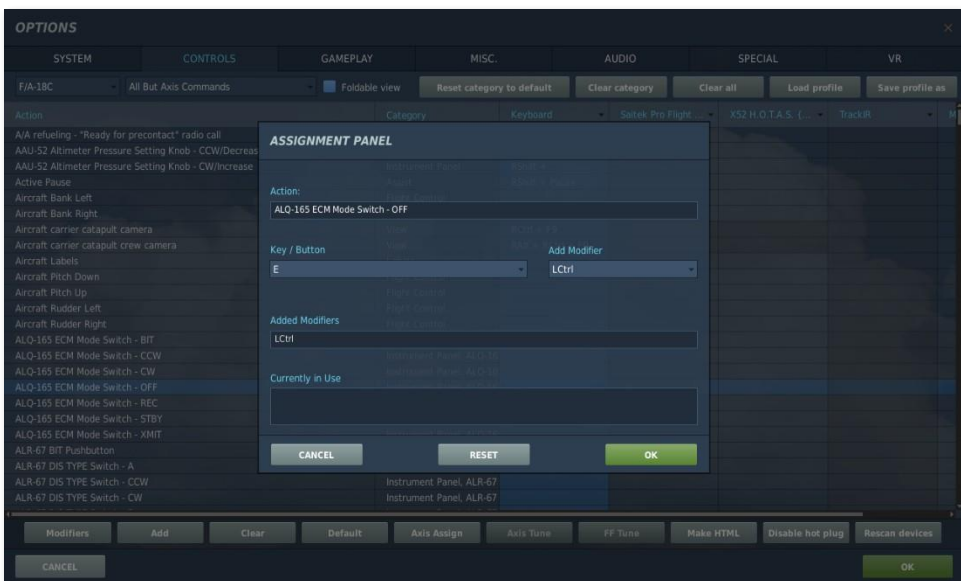 OPTIONS
SYSTEM CONTROLS GAMEPLAY MISC. AUDIO SPECIAL VR
F/A-18C All But Axis Commands Foldable view Reset category to default Clear category Clear all Load profile Save profile as
Action Category Keyboard Saitek Pro Flight ... X52 H.O.T.A.S. (... TrackIR M
A/A refueling - "Ready for precontact" radio call
AAU-52 Altimeter Pressure Setting Knob - CCW/Decreas
AAU-52 Altimeter Pressure Setting Knob - CW/Increase
Active Pause
Aircraft Bank Left
Aircraft Bank Right
Aircraft carrier catapult camera
Aircraft carrier catapult crew camera
Aircraft Labels
Aircraft Pitch Down
Aircraft Pitch Up
Aircraft Rudder Left
Aircraft Rudder Right
ALQ-165 ECM Mode Switch - BIT
ALQ-165 ECM Mode Switch - CCW
ALQ-165 ECM Mode Switch - CW
ALQ-165 ECM Mode Switch - OFF
ALQ-165 ECM Mode Switch - REC
ALQ-165 ECM Mode Switch - STBY
ALQ-165 ECM Mode Switch - XMIT
ALR-67 BIT Pushbutton
ALR-67 DIS TYPE Switch - A
ALR-67 DIS TYPE Switch - CCW Instrument Panel, ALR-67
ALR-67 DIS TYPE Switch - CW Instrument Panel, ALR-67
ASSIGNMENT PANEL
Action:
ALQ-165 ECM Mode Switch - OFF
Key / Button Add Modifier
E LCtrl
Added Modifiers
LCtrl
Currently in Use
CANCEL RESET OK
Modifiers Add Clear Default Axis Assign Axis Tune FF Tune Make HTML Disable hot plug Rescan devices
CANCEL OK